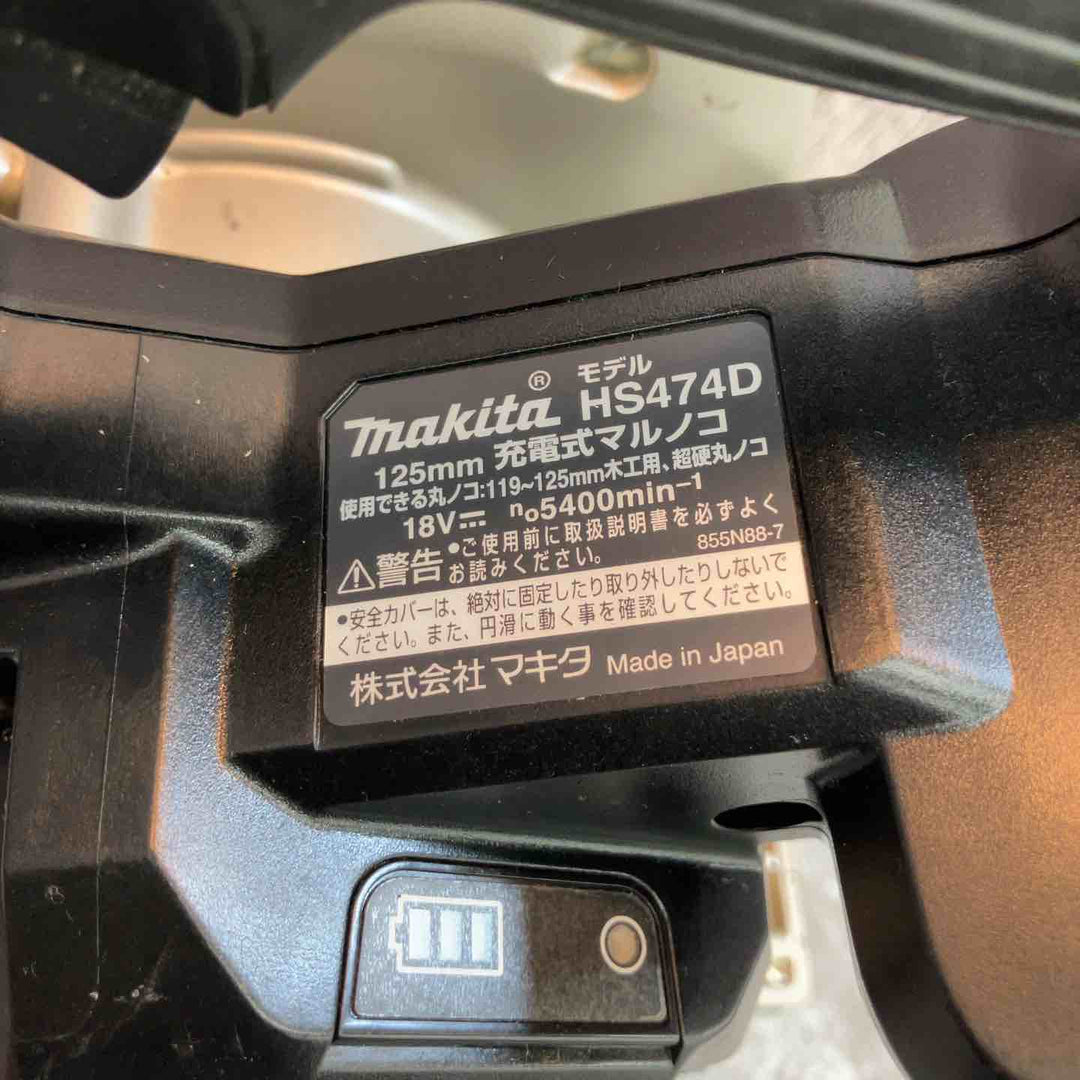 makita® モデル HS474D
125mm 充電式マルノコ
使用できる丸ノコ:119~125mm木工用、超硬丸ノコ
18V⎓ n₀5400min⁻¹
⚠警告 •ご使用前に取扱説明書を必ずよく
お読みください。 855N88-7
•安全カバーは、絶対に固定したり取り外したりしないで
ください。また、円滑に動く事を確認してください。
株式会社マキタ Made in Japan